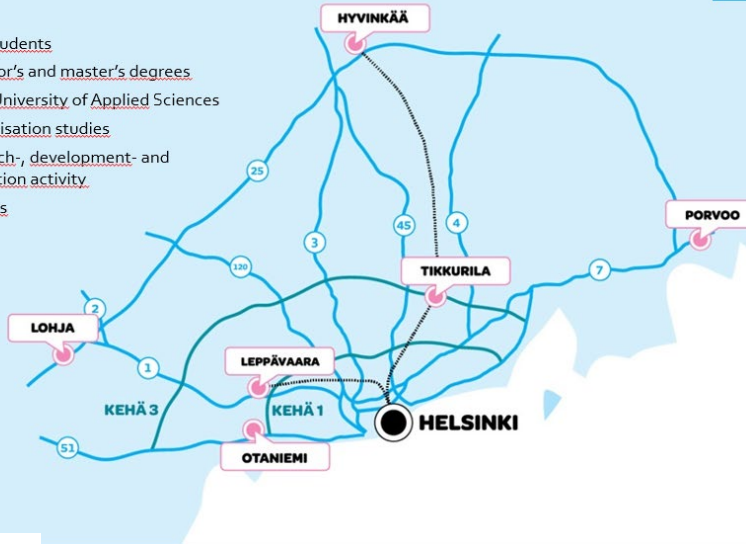 udents
or's and master's degrees
University of Applied Sciences
isation studies
ch-, development- and
tion activity
s
HYVINKÄÄ
25
3
45
4
PORVOO
120
TIKKURILA
7
2
LOHJA
1
LEPPÄVAARA
KEHÄ 3
KEHÄ 1
HELSINKI
51
OTANIEMI